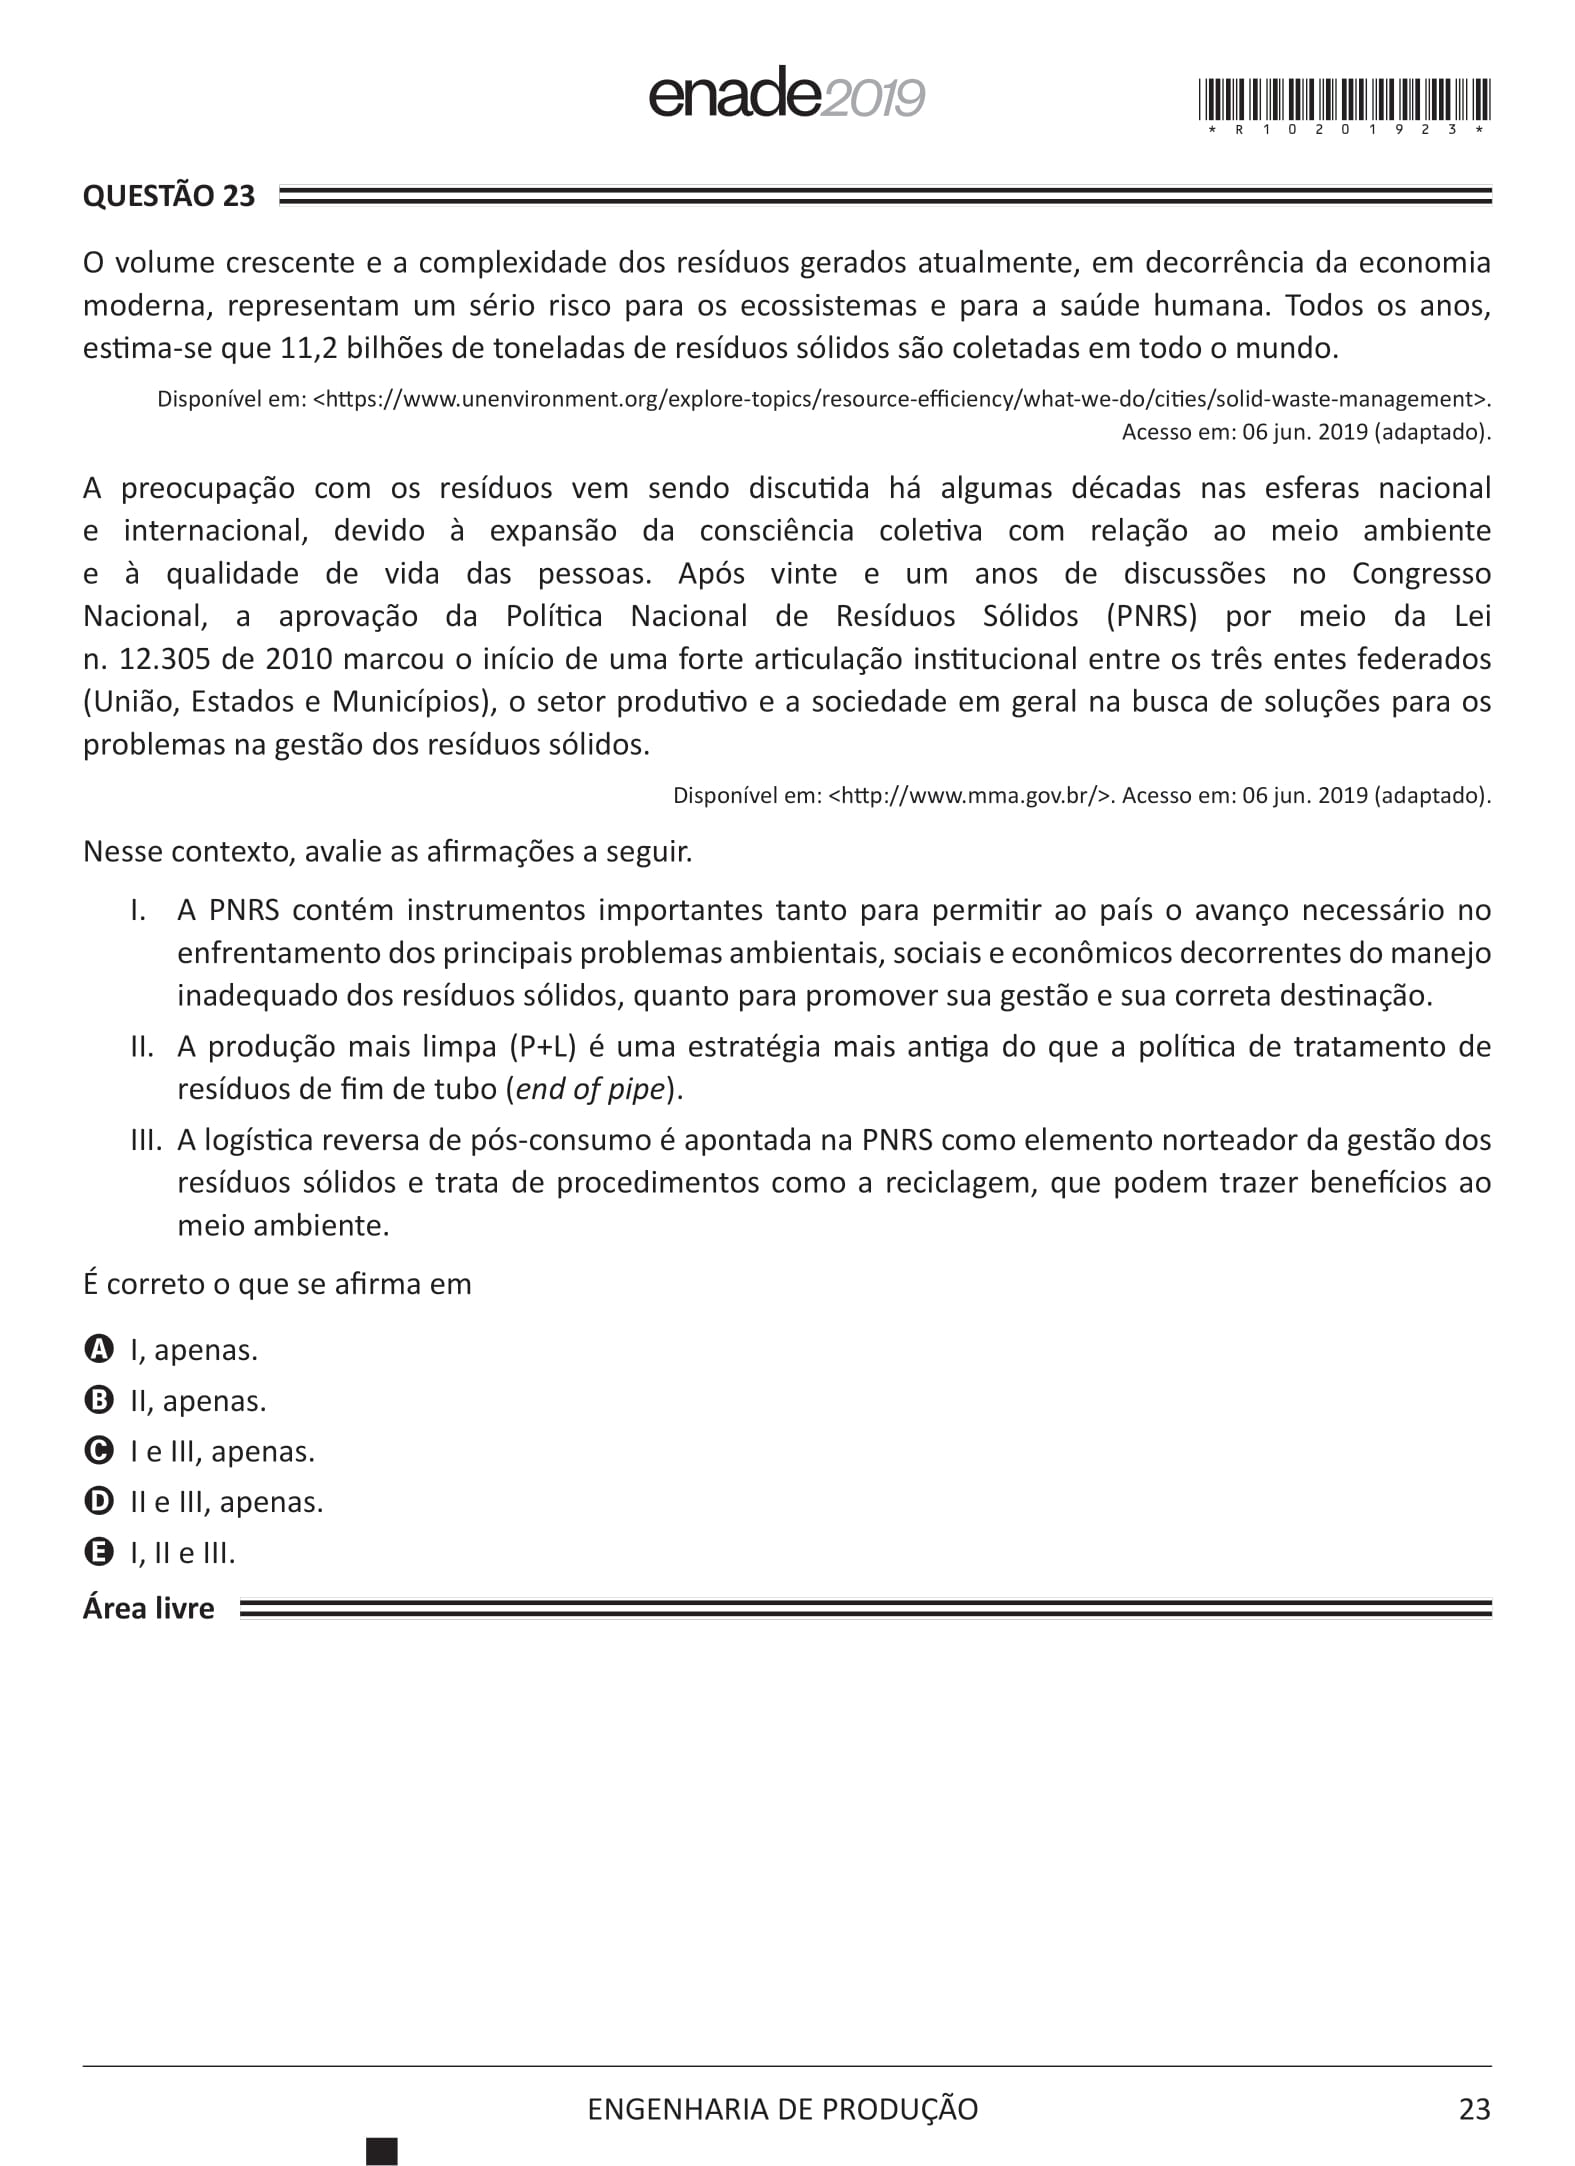 enade2019
* R 1 0 2 0 1 9 2 3 *
QUESTÃO 23
O volume crescente e a complexidade dos resíduos gerados atualmente, em decorrência da economia
moderna, representam um sério risco para os ecossistemas e para a saúde humana. Todos os anos,
estima-se que 11,2 bilhões de toneladas de resíduos sólidos são coletadas em todo o mundo.
Disponível em: <https://www.unenvironment.org/explore-topics/resource-efficiency/what-we-do/cities/solid-waste-management>.
Acesso em: 06 jun. 2019 (adaptado).
A preocupação com os resíduos vem sendo discutida há algumas décadas nas esferas nacional
e internacional, devido à expansão da consciência coletiva com relação ao meio ambiente
e à qualidade de vida das pessoas. Após vinte e um anos de discussões no Congresso
Nacional, a aprovação da Política Nacional de Resíduos Sólidos (PNRS) por meio da Lei
n. 12.305 de 2010 marcou o início de uma forte articulação institucional entre os três entes federados
(União, Estados e Municípios), o setor produtivo e a sociedade em geral na busca de soluções para os
problemas na gestão dos resíduos sólidos.
Disponível em: <http://www.mma.gov.br/>. Acesso em: 06 jun. 2019 (adaptado).
Nesse contexto, avalie as afirmações a seguir.
I. A PNRS contém instrumentos importantes tanto para permitir ao país o avanço necessário no
enfrentamento dos principais problemas ambientais, sociais e econômicos decorrentes do manejo
inadequado dos resíduos sólidos, quanto para promover sua gestão e sua correta destinação.
II. A produção mais limpa (P+L) é uma estratégia mais antiga do que a política de tratamento de
resíduos de fim de tubo (end of pipe).
III. A logística reversa de pós-consumo é apontada na PNRS como elemento norteador da gestão dos
resíduos sólidos e trata de procedimentos como a reciclagem, que podem trazer benefícios ao
meio ambiente.
É correto o que se afirma em
A I, apenas.
B II, apenas.
C I e III, apenas.
D II e III, apenas.
E I, II e III.
Área livre
ENGENHARIA DE PRODUÇÃO
23